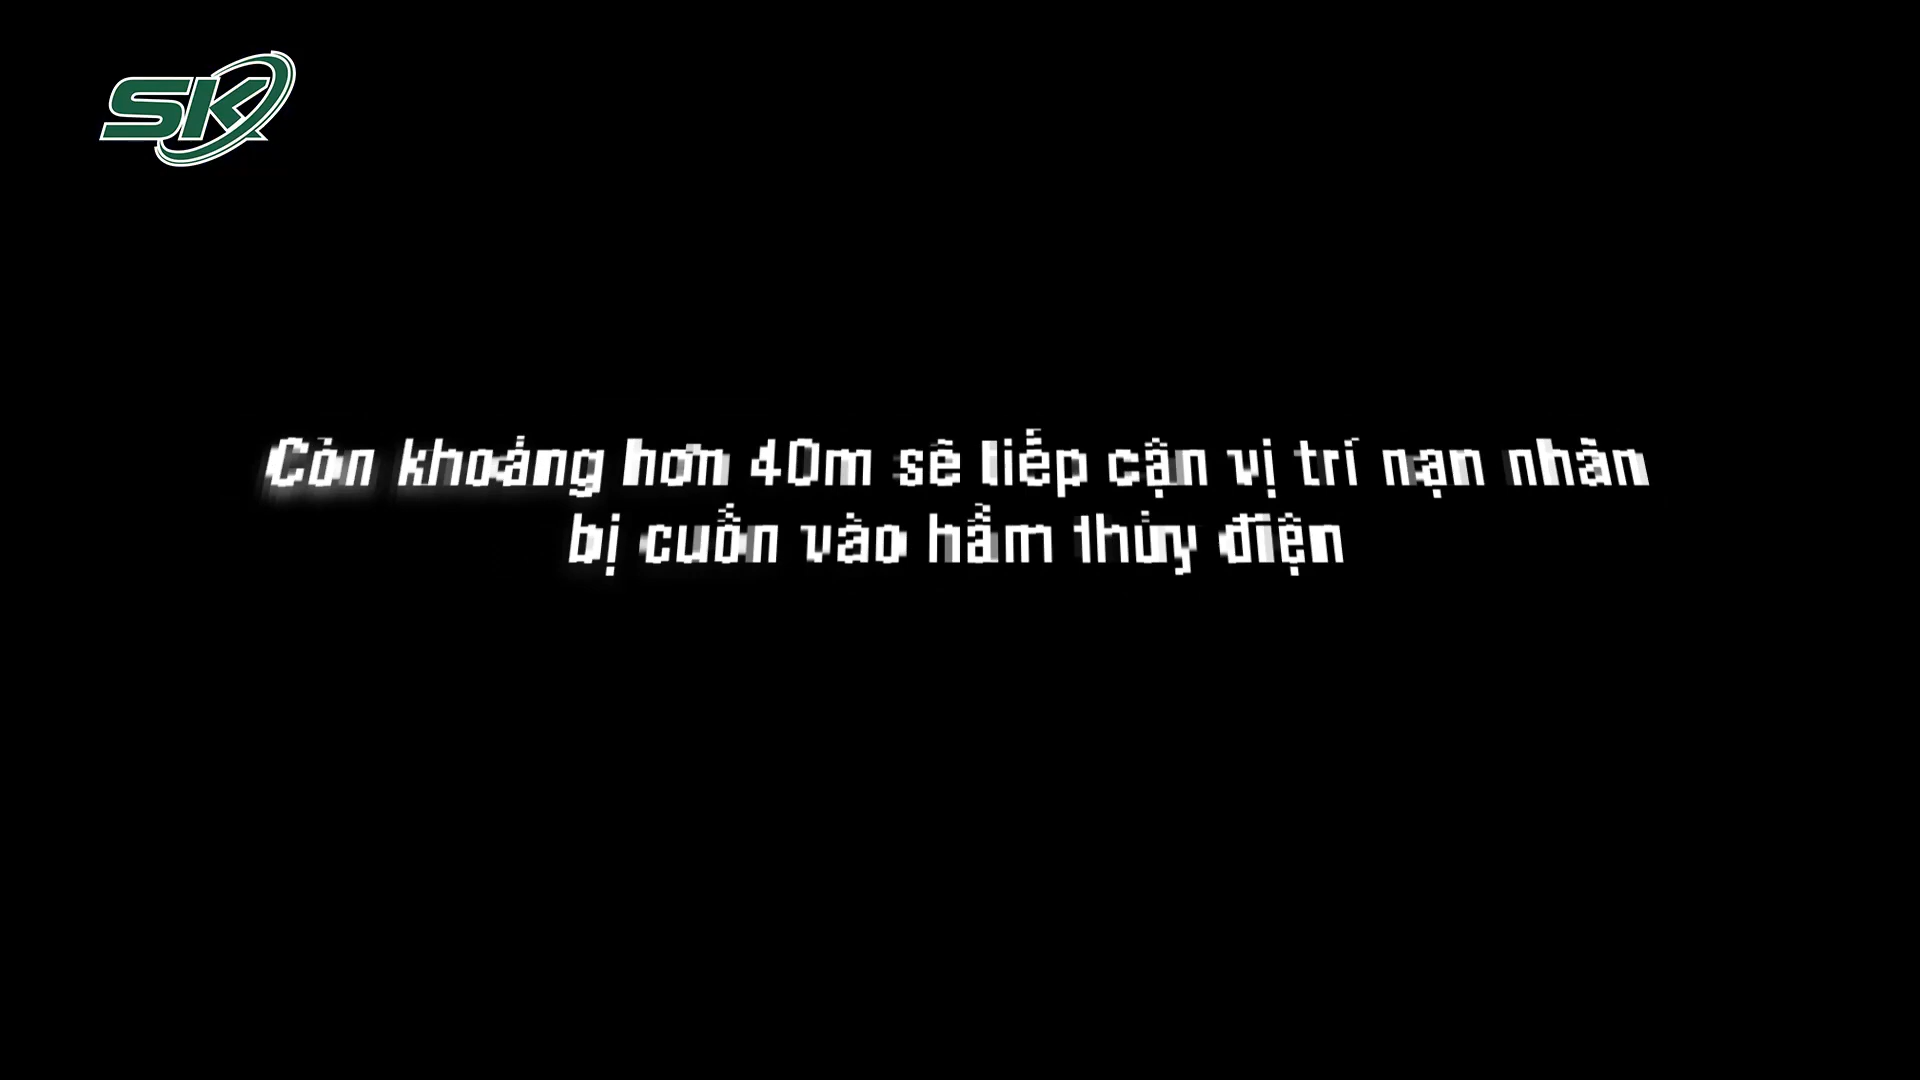 SK
Còn khoảng hơn 40m sẽ tiếp cận vị trí nạn nhân
bị cuốn vào hầm thủy điện